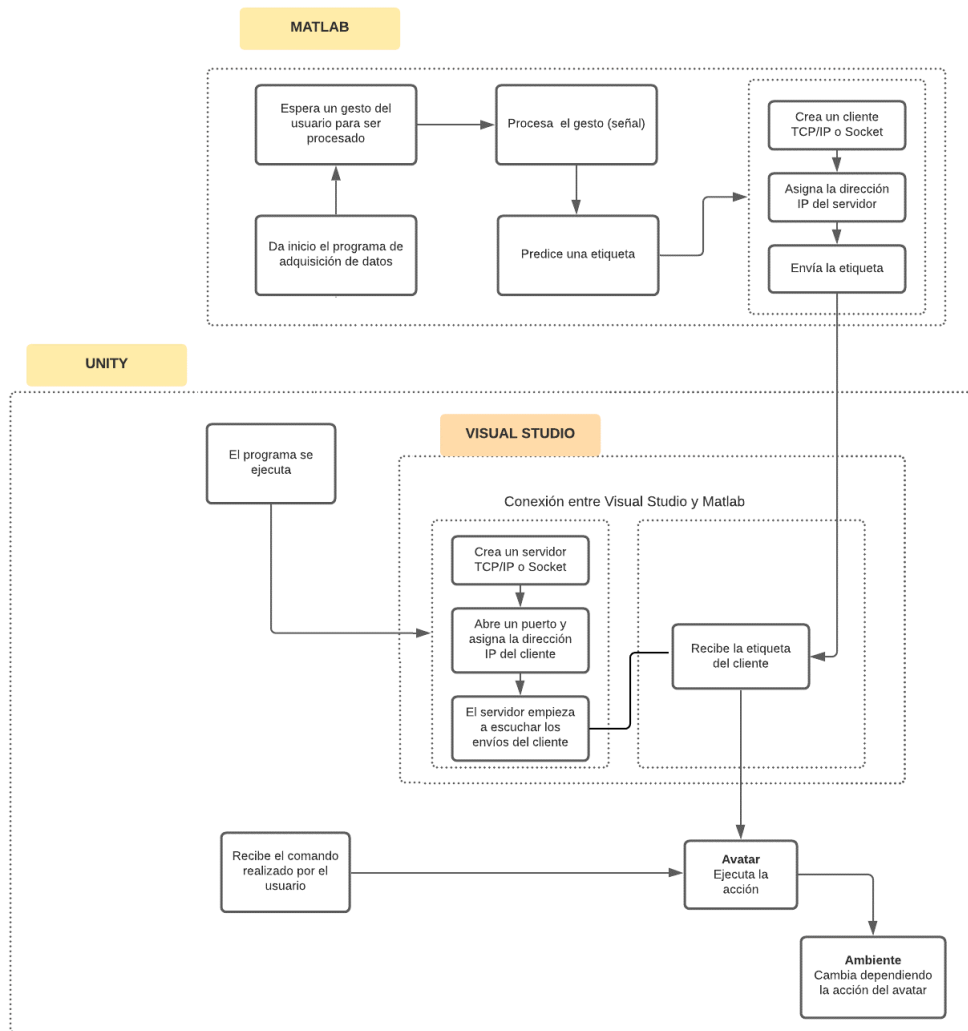 MATLAB
Espera un gesto del
usuario para ser
procesado
Procesa el gesto (señal)
Crea un cliente
TCP/IP o Socket
Asigna la dirección
IP del servidor
Da inicio el programa de
adquisición de datos
Predice una etiqueta
Envía la etiqueta
UNITY
VISUAL STUDIO
El programa se
ejecuta
Conexión entre Visual Studio y Matlab
Crea un servidor
TCP/IP o Socket
Abre un puerto y
asigna la dirección
IP del cliente
Recibe la etiqueta
del cliente
El servidor empieza
a escuchar los
envíos del cliente
Recibe el comando
realizado por el
usuario
Avatar
Ejecuta la
acción
Ambiente
Cambia dependiendo
la acción del avatar